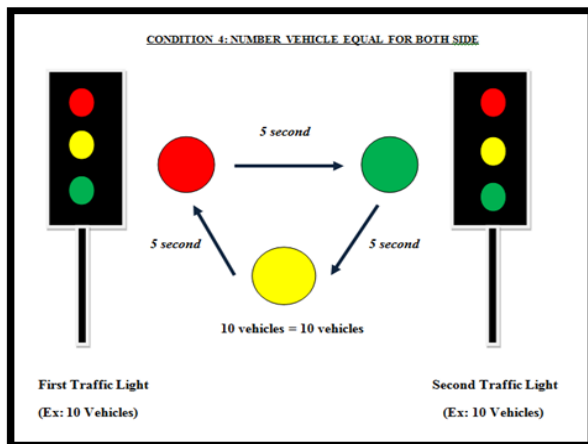 CONDITION 4: NUMBER VEHICLE EQUAL FOR BOTH SIDE
5 second
5 second
5 second
10 vehicles = 10 vehicles
First Traffic Light
(Ex: 10 Vehicles)
Second Traffic Light
(Ex: 10 Vehicles)